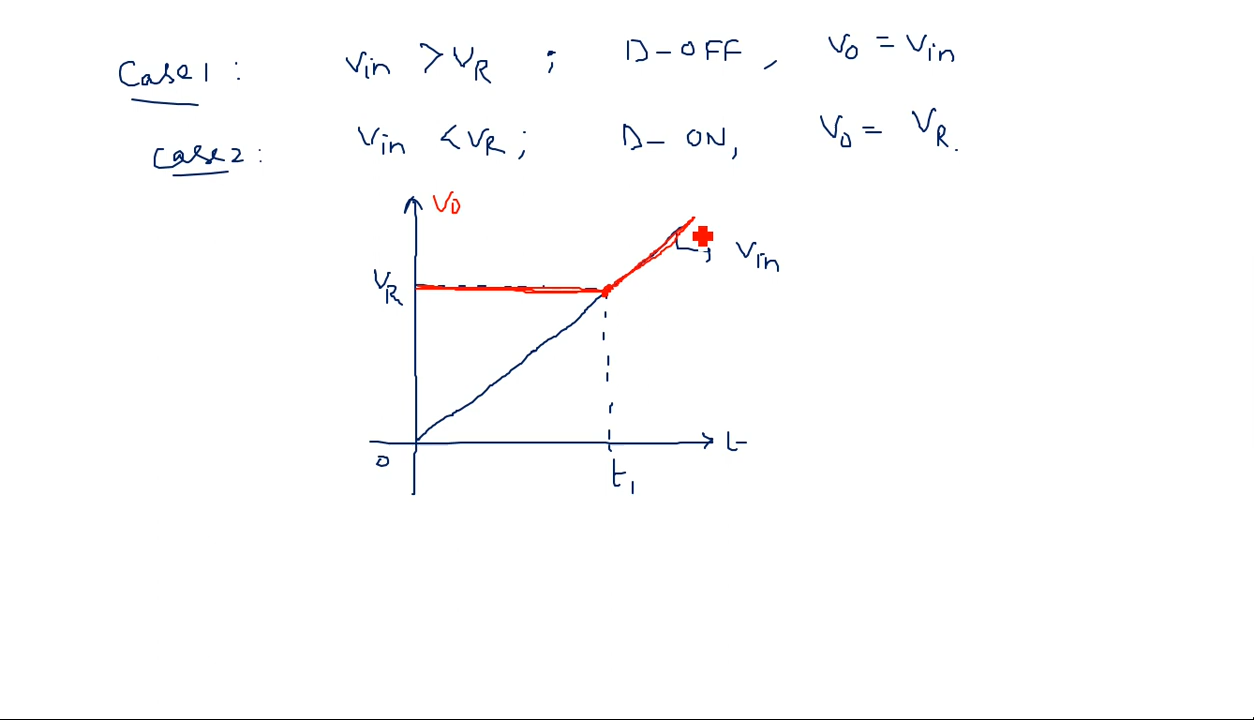 Case 1 : Vin > VR ; D - OFF , V0 = Vin
Case 2 : Vin < VR ; D - ON, V0 = VR.
V0
VR
Vin
0
t
t1